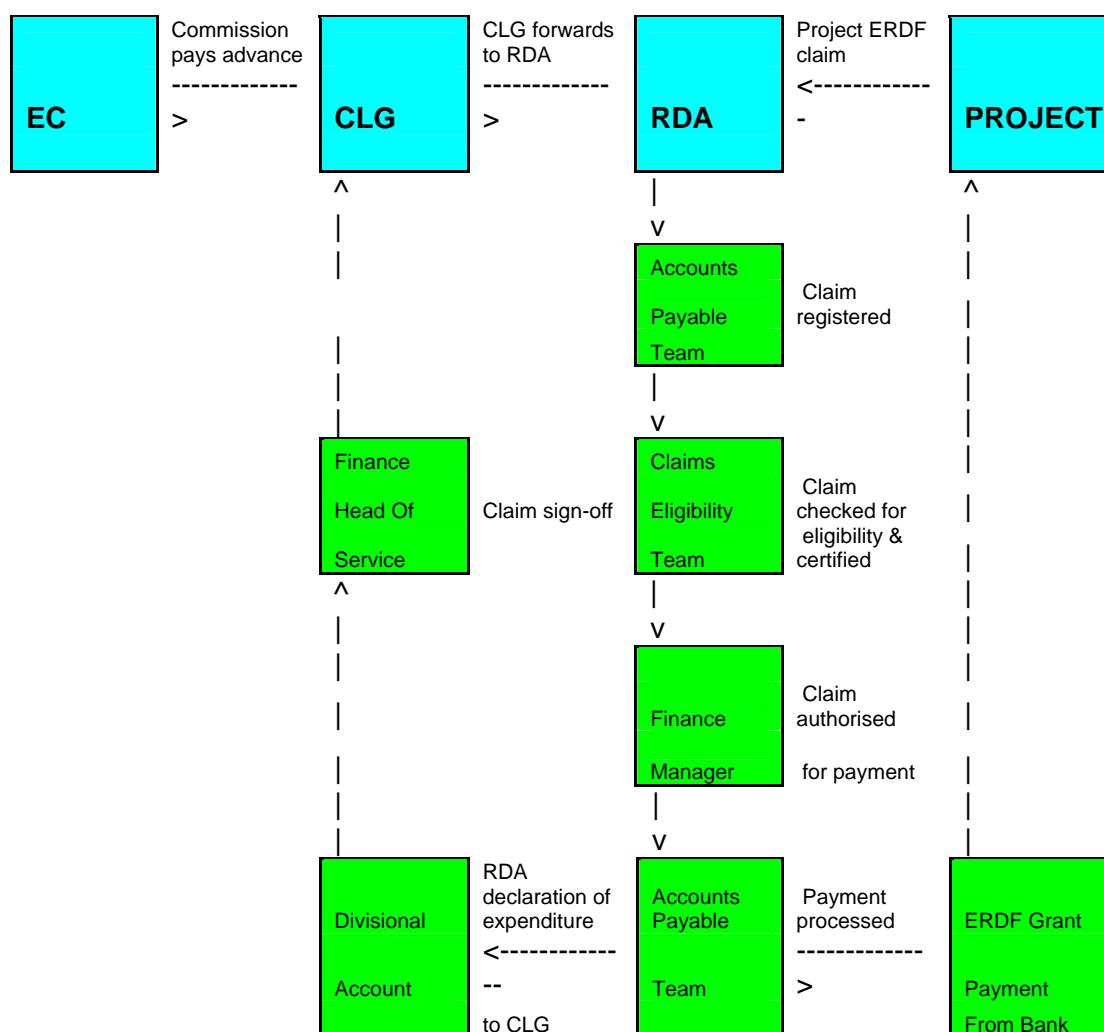 Commission
pays advance
-------------
>
EC
CLG forwards
to RDA
-------------
>
CLG
Project ERDF
claim
<------------
-
RDA
PROJECT
^
|
|
|
|
|
|
v
^
|
|
|
|
|
Accounts
Payable
Team
Claim
registered
|
v
Finance
Head Of
Service
Claim sign-off
Claims
Eligibility
Team
Claim
checked for
eligibility &
certified
^
|
|
|
|
|
|
|
v
Finance
Manager
Claim
authorised
for payment
|
v
Divisional
Account
RDA
declaration of
expenditure
<------------
--
to CLG
Accounts
Payable
Team
Payment
processed
-------------
>
ERDF Grant
Payment
From Bank